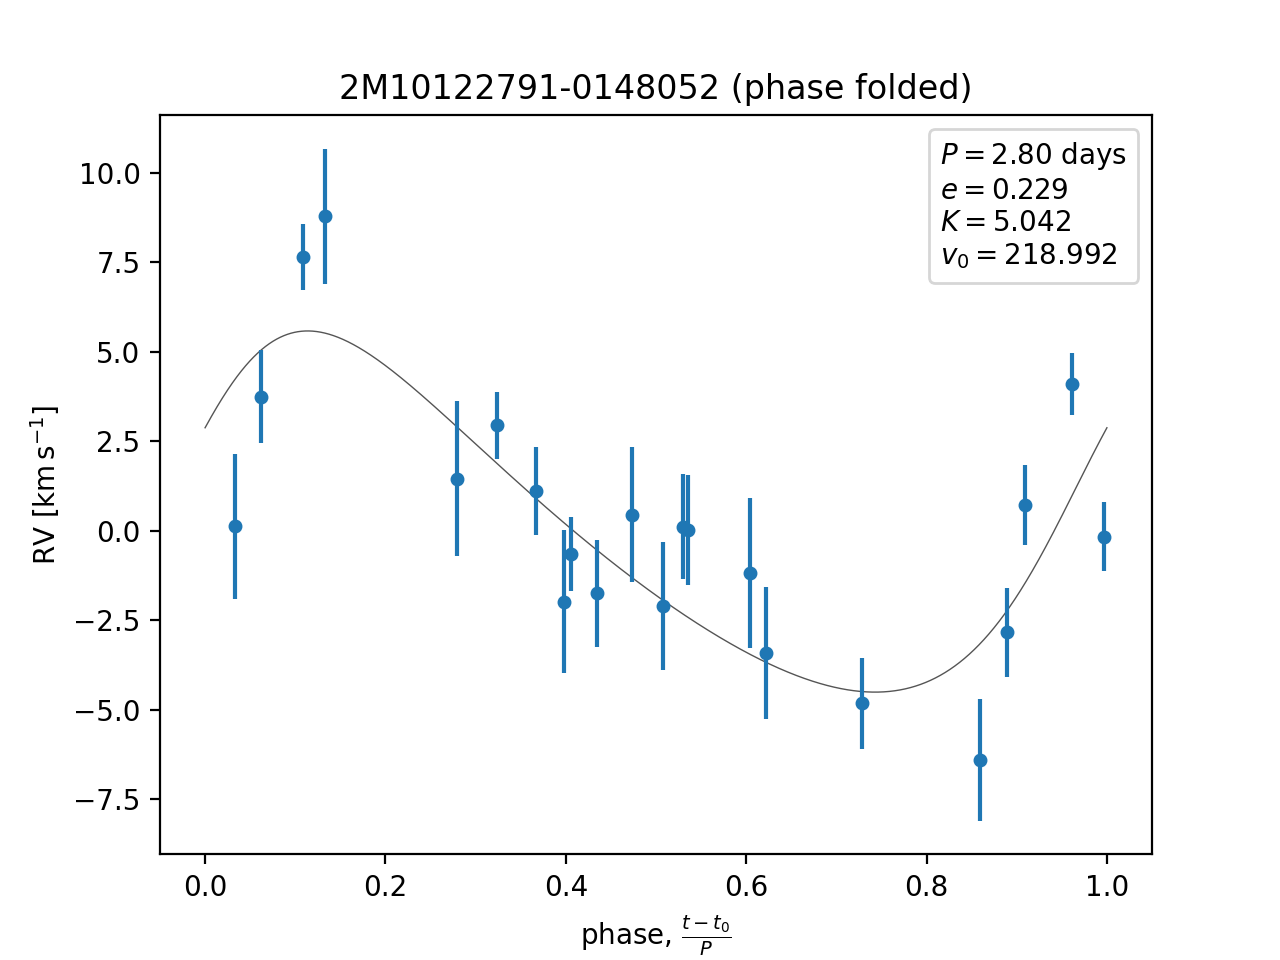 2M10122791-0148052 (phase folded)
P = 2.80 days
e = 0.229
K = 5.042
v₀ = 218.992
10.0
7.5
5.0
2.5
0.0
−2.5
−5.0
−7.5
RV [km s⁻¹]
0.0 0.2 0.4 0.6 0.8 1.0
phase, (t − t₀)/P